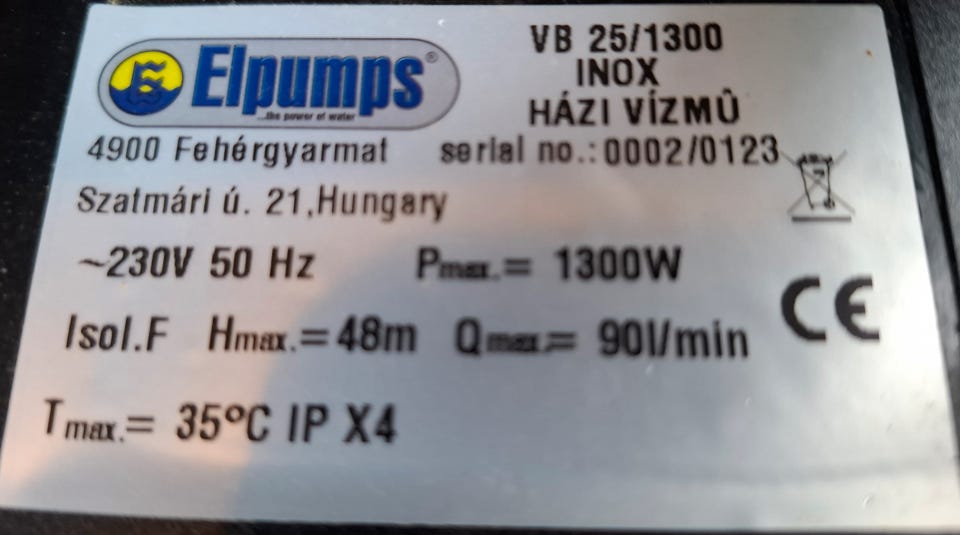 Elpumps®
...the power of water
VB 25/1300
INOX
HÁZI VÍZMŰ
4900 Fehérgyarmat serial no.:0002/0123
Szatmári ú. 21,Hungary
~230V 50 Hz Pmax.= 1300W
Isol.F Hmax.=48m Qmax.= 90l/min
CE
Tmax.= 35°C IP X4